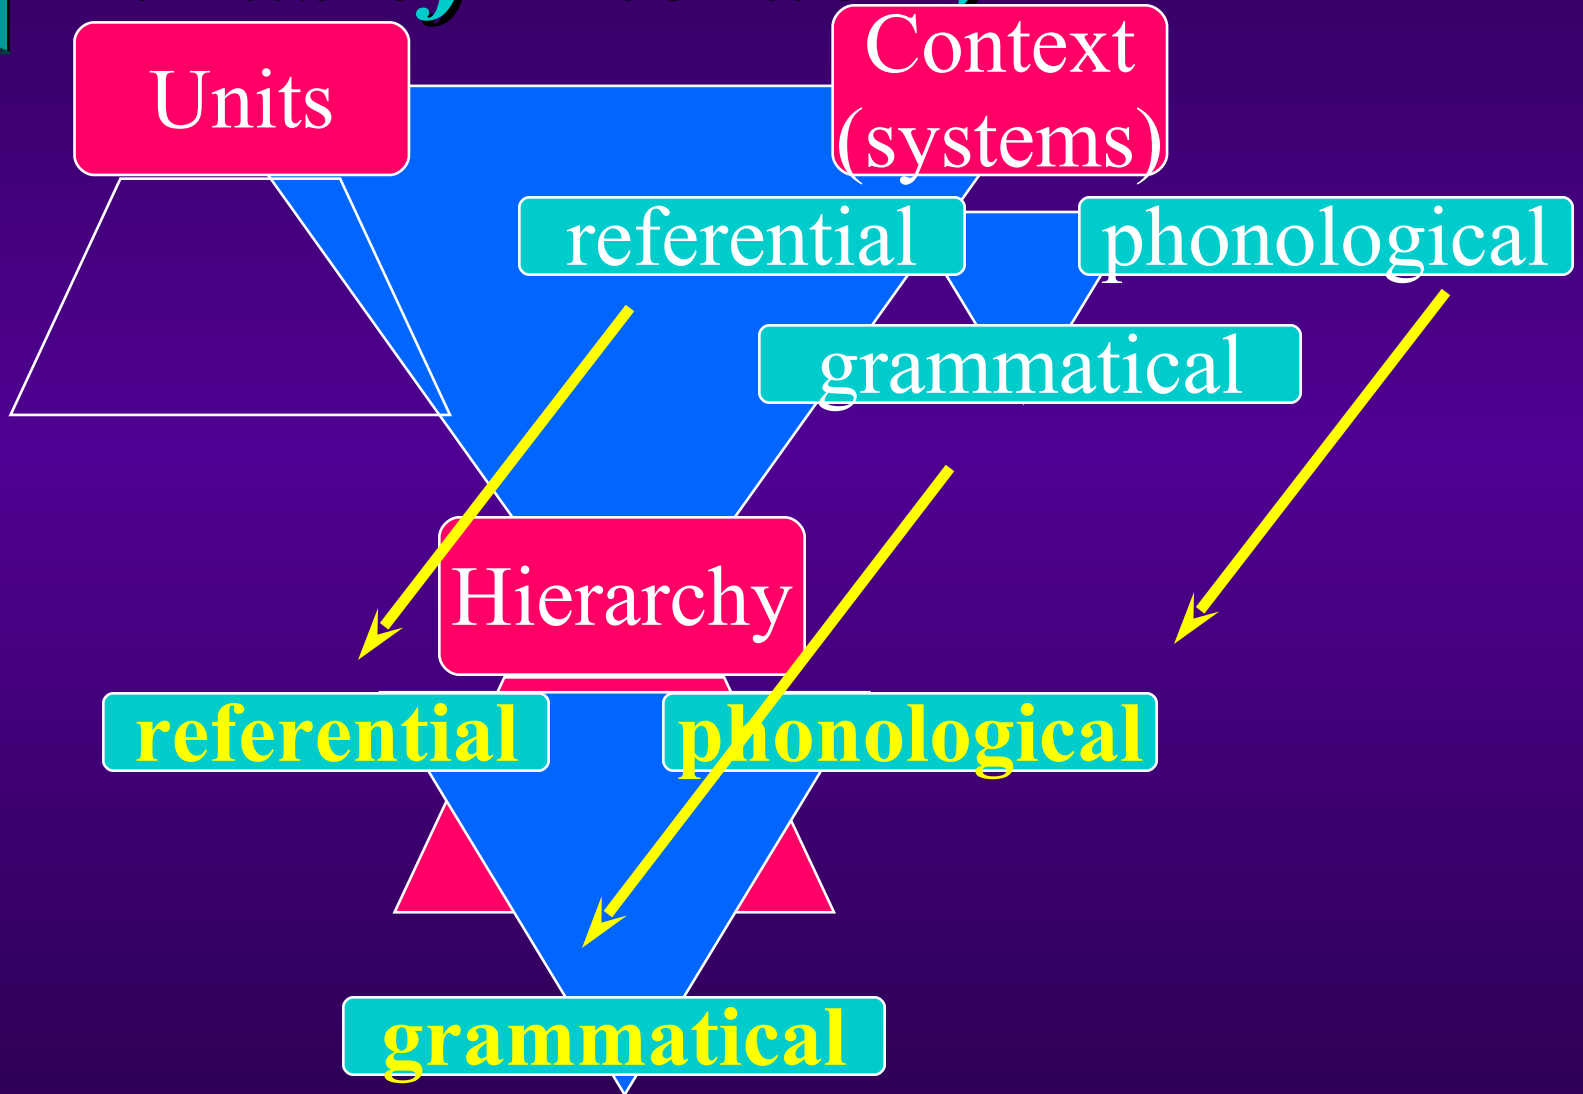 Units
Context
(systems)
referential
phonological
grammatical
Hierarchy
referential
phonological
grammatical